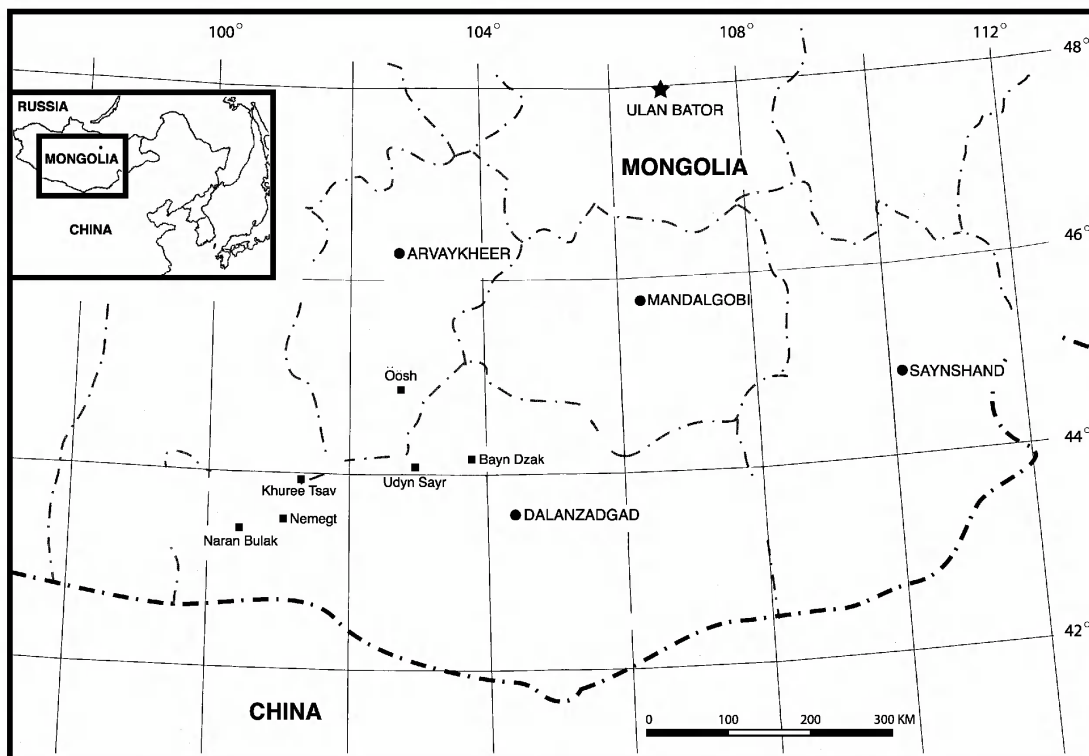 100° 104° 108° 112°
48°
RUSSIA
MONGOLIA
CHINA
ULAN BATOR
MONGOLIA
46°
ARVAYKHEER
MANDALGOBI
SAYNSHAND
Öösh
44°
Bayn Dzak
Udyn Sayr
Khuree Tsav
Nemegt
Naran Bulak
DALANZADGAD
42°
CHINA
0 100 200 300 KM